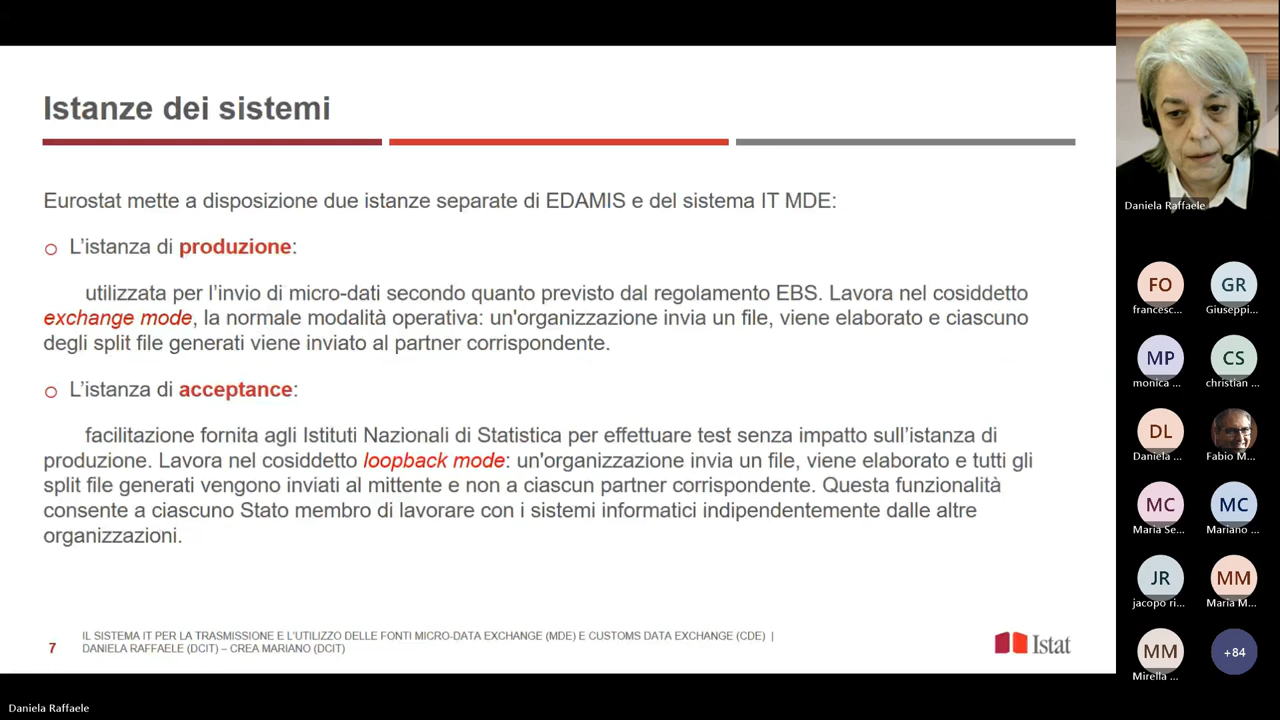 Istanze dei sistemi
Eurostat mette a disposizione due istanze separate di EDAMIS e del sistema IT MDE:
L'istanza di produzione:
utilizzata per l'invio di micro-dati secondo quanto previsto dal regolamento EBS. Lavora nel cosiddetto
exchange mode, la normale modalità operativa: un'organizzazione invia un file, viene elaborato e ciascuno
degli split file generati viene inviato al partner corrispondente.
L'istanza di acceptance:
facilitazione fornita agli Istituti Nazionali di Statistica per effettuare test senza impatto sull'istanza di
produzione. Lavora nel cosiddetto loopback mode: un'organizzazione invia un file, viene elaborato e tutti gli
split file generati vengono inviati al mittente e non a ciascun partner corrispondente. Questa funzionalità
consente a ciascuno Stato membro di lavorare con i sistemi informatici indipendentemente dalle altre
organizzazioni.
7
IL SISTEMA IT PER LA TRASMISSIONE E L'UTILIZZO DELLE FONTI MICRO-DATA EXCHANGE (MDE) E CUSTOMS DATA EXCHANGE (CDE) |
DANIELA RAFFAELE (DCIT) – CREA MARIANO (DCIT)
Istat
Daniela Raffaele
FO GR
francesc... Giuseppi...
MP CS
monica ... christian ...
DL
Daniela ... Fabio M...
MC MC
Maria Se... Mariano ...
JR MM
jacopo ri... Maria M...
MM +84
Mirella ...
Daniela Raffaele